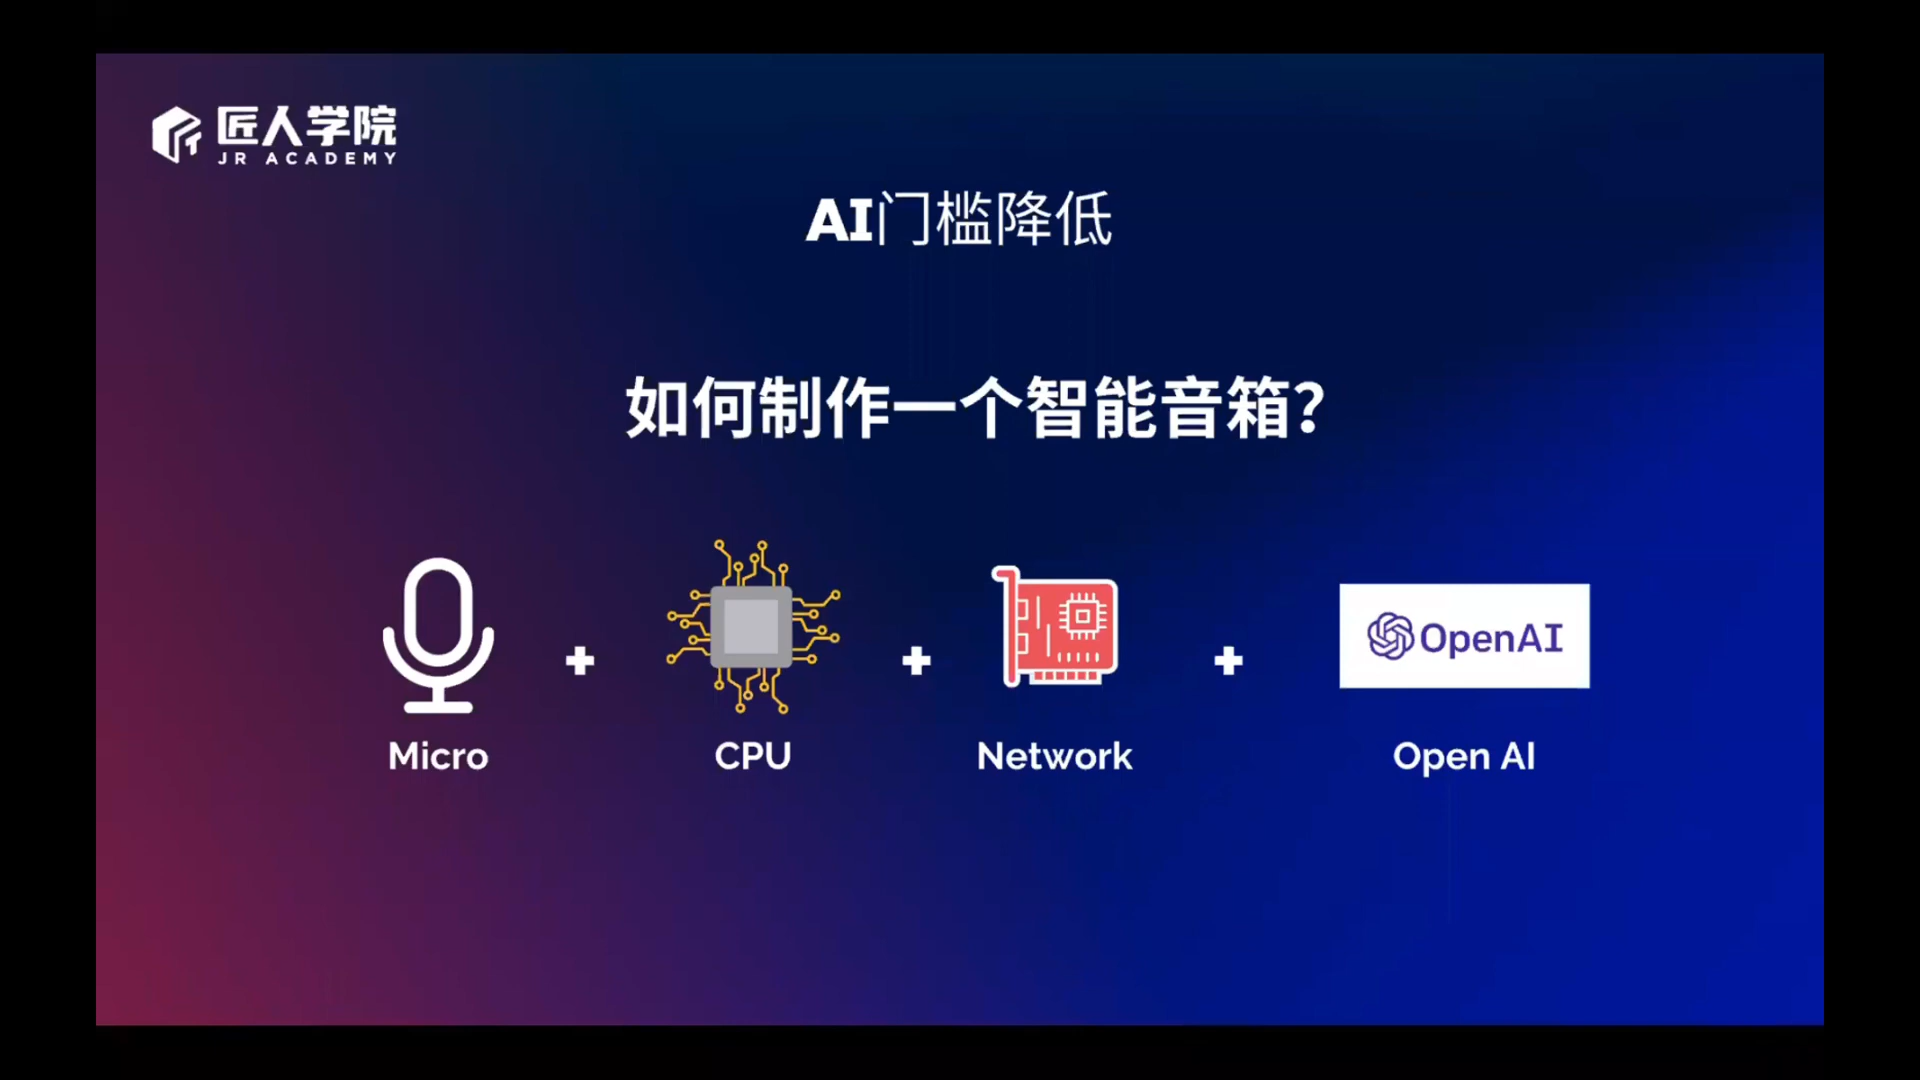 匠人学院
JR ACADEMY
AI门槛降低
如何制作一个智能音箱?
+ + +
OpenAI
Micro CPU Network Open AI